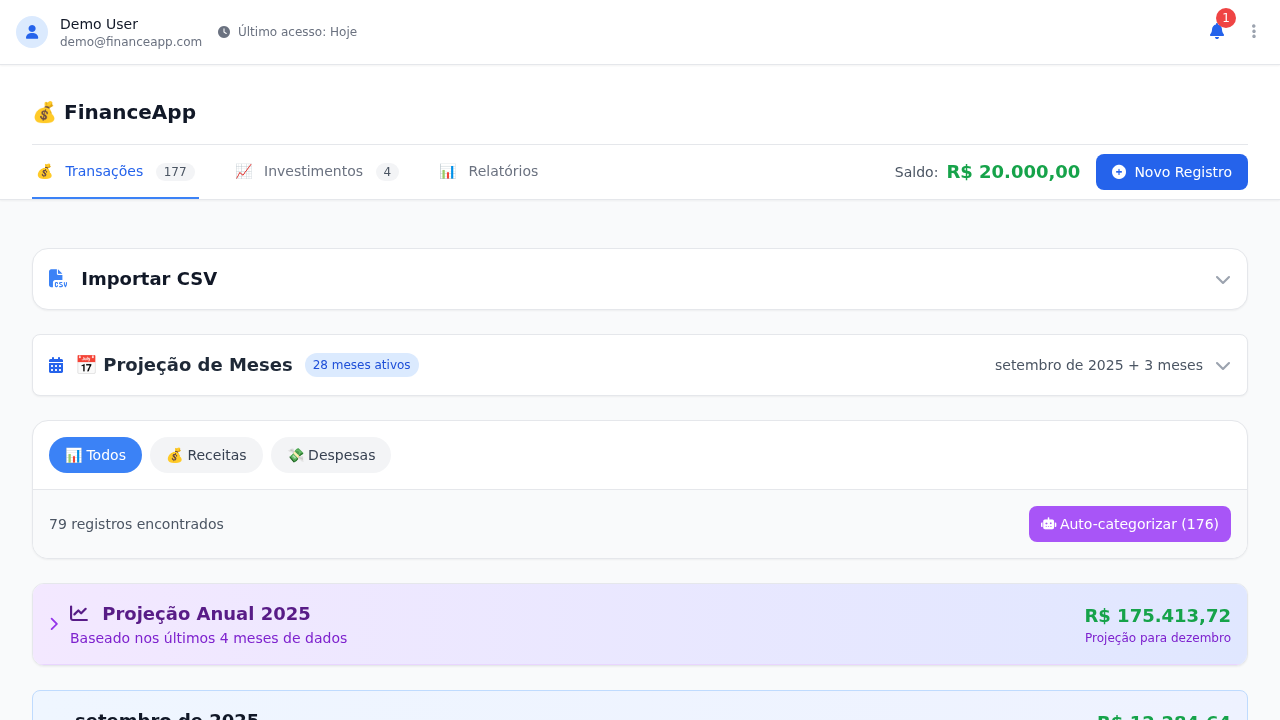 Demo User
demo@financeapp.com
Último acesso: Hoje
1
💰 FinanceApp
💰 Transações 177
📈 Investimentos 4
📊 Relatórios
Saldo: R$ 20.000,00
Novo Registro
Importar CSV
📅 Projeção de Meses 28 meses ativos
setembro de 2025 + 3 meses
📊 Todos
💰 Receitas
💸 Despesas
79 registros encontrados
Auto-categorizar (176)
Projeção Anual 2025
Baseado nos últimos 4 meses de dados
R$ 175.413,72
Projeção para dezembro
setembro de 2025
R$ 12.284,64